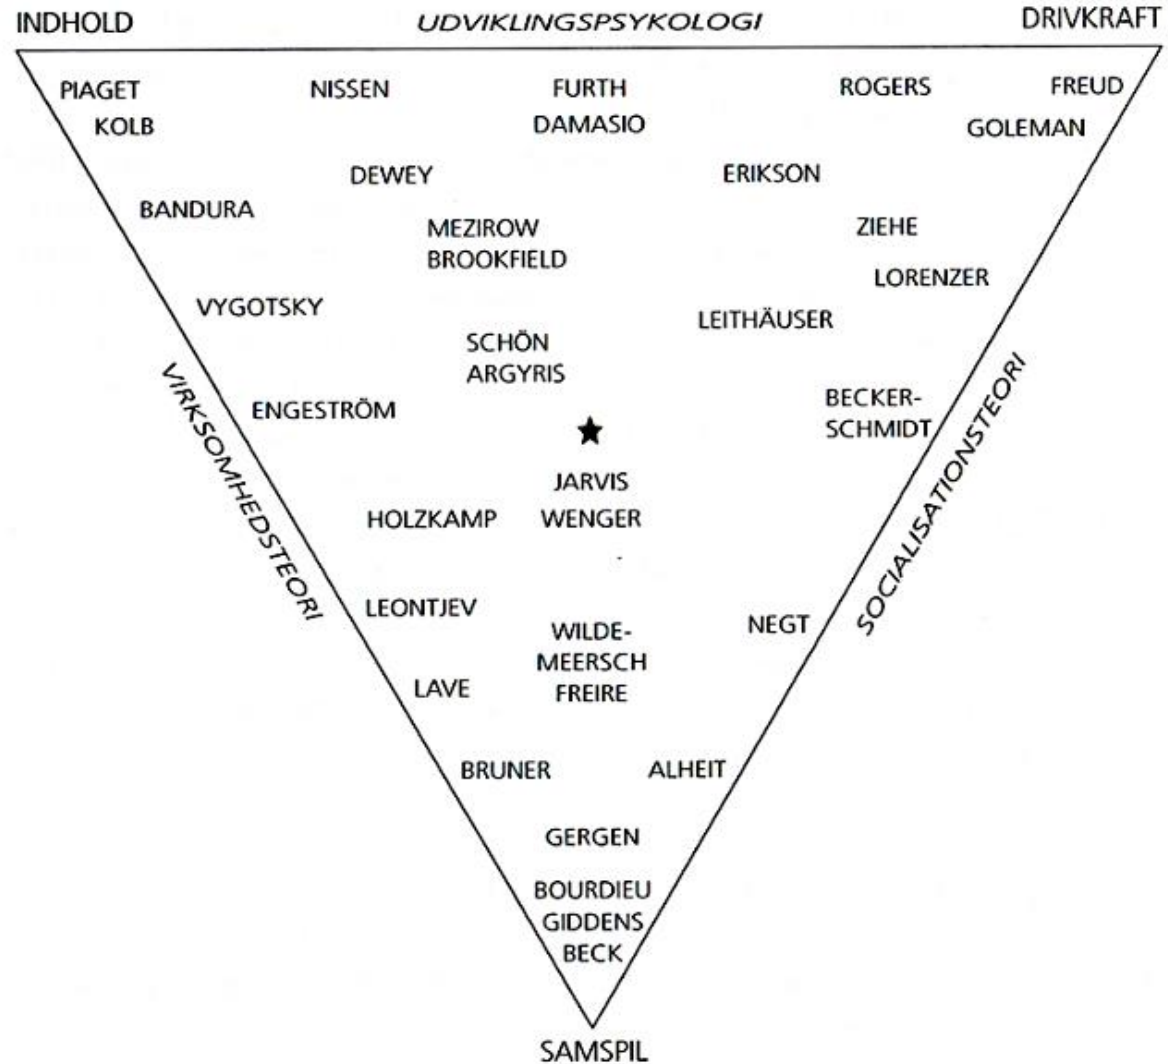 INDHOLD
UDVIKLINGSPSYKOLOGI
DRIVKRAFT
PIAGET
NISSEN
FURTH
ROGERS
FREUD
KOLB
DAMASIO
GOLEMAN
DEWEY
ERIKSON
BANDURA
MEZIROW
BROOKFIELD
ZIEHE
LORENZER
VYGOTSKY
LEITHÄUSER
SCHÖN
ARGYRIS
VIRKSOMHEDSTEORI
ENGESTRÖM
BECKER-
SCHMIDT
SOCIALISATIONSTEORI
JARVIS
HOLZKAMP
WENGER
LEONTJEV
WILDE-
MEERSCH
FREIRE
NEGT
LAVE
BRUNER
ALHEIT
GERGEN
BOURDIEU
GIDDENS
BECK
SAMSPIL